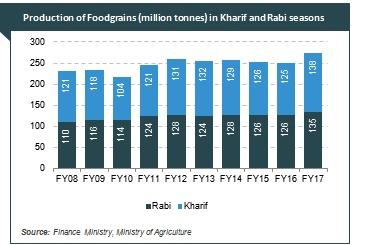 Production of Foodgrains (million tonnes) in Kharif and Rabi seasons
300
250
200
150
100
50
0
121 118 104 121 131 132 129 126 125 138
110 116 114 124 128 124 128 126 126 135
FY08 FY09 FY10 FY11 FY12 FY13 FY14 FY15 FY16 FY17
Rabi Kharif
Source: Finance Ministry, Ministry of Agriculture